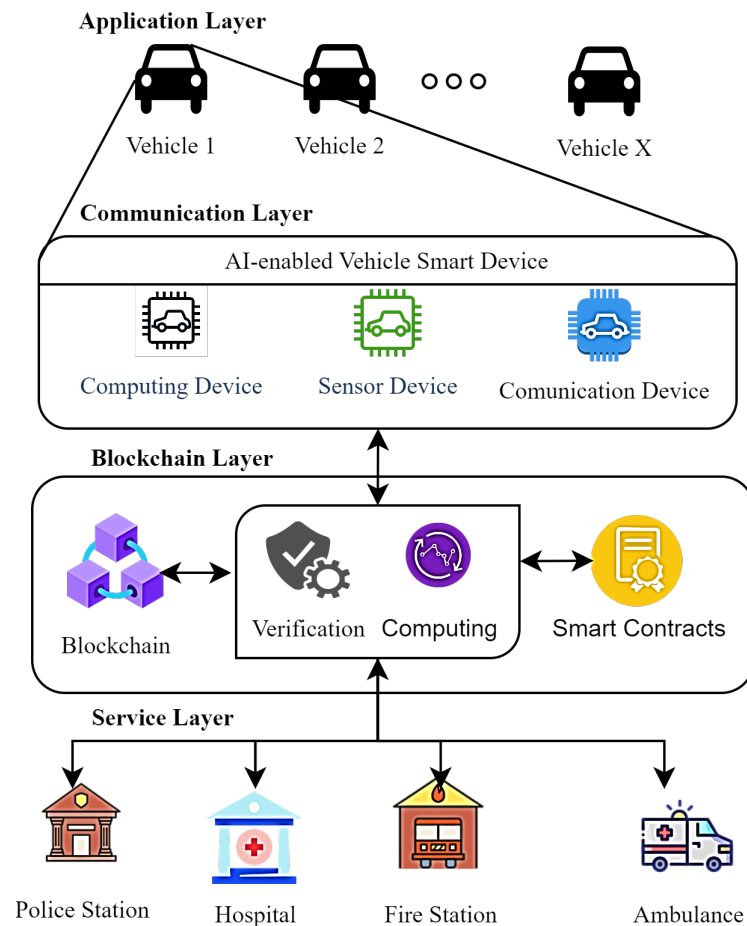 Application Layer
Vehicle 1
Vehicle 2
Vehicle X
Communication Layer
AI-enabled Vehicle Smart Device
Computing Device
Sensor Device
Comunication Device
Blockchain Layer
Blockchain
Verification
Computing
Smart Contracts
Service Layer
Police Station
Hospital
Fire Station
Ambulance